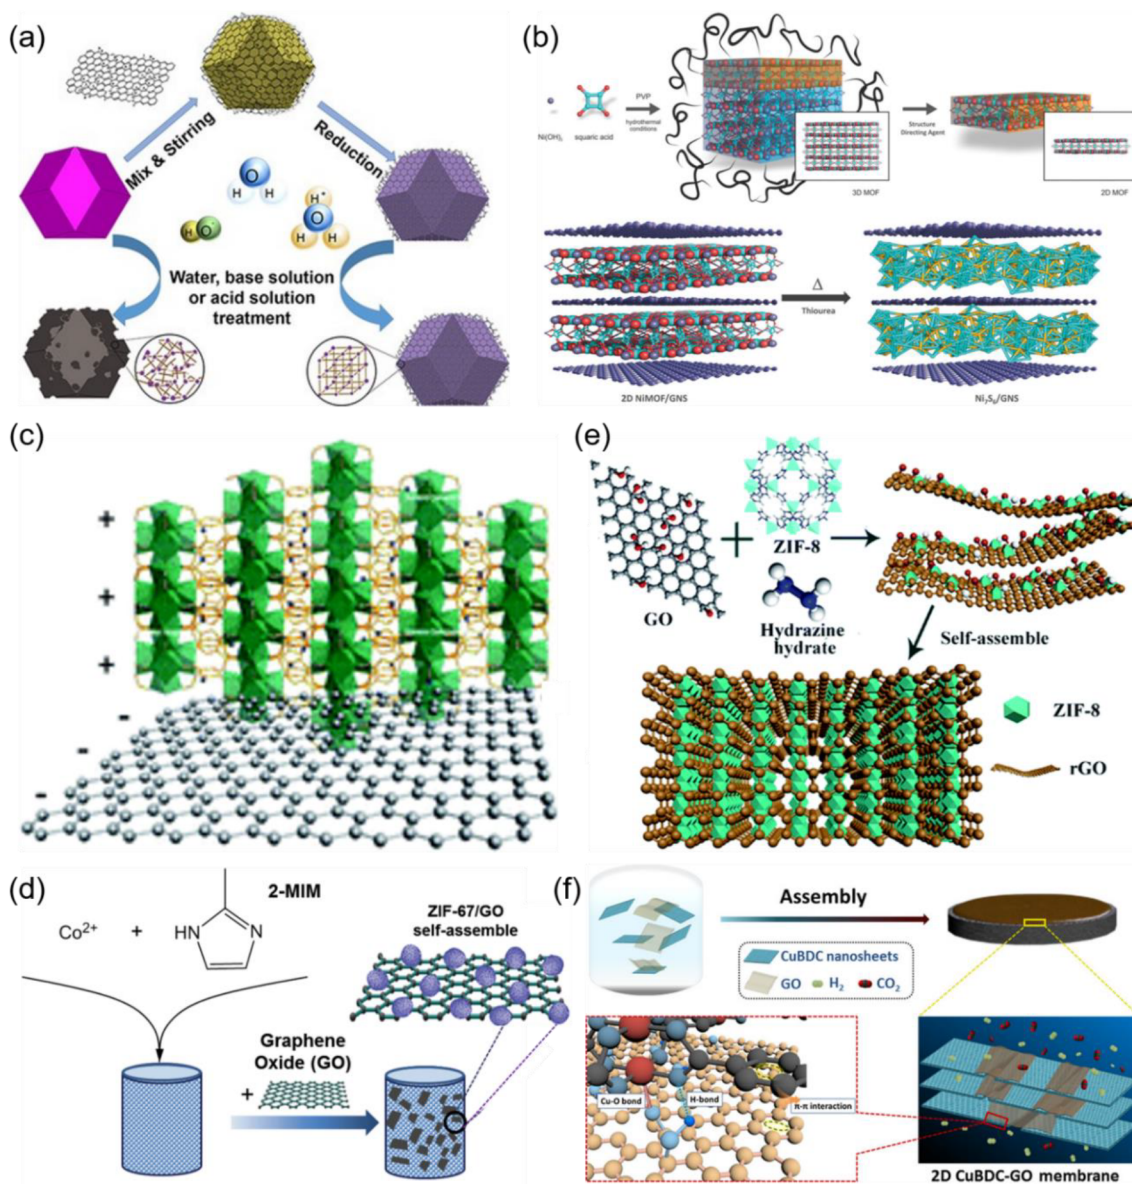 (a)
Mix & Stirring
Reduction
O
H
H
O
H
H⁺
O
H
H
Water, base solution
or acid solution
treatment
(b)
Ni(OH)₂
squaric acid
PVP
hydrothermal
conditions
3D MOF
Structure
Directing Agent
2D MOF
Δ
Thiourea
2D NiMOF/GNS
Ni₇S₆/GNS
(c)
+
+
+
-
-
-
(e)
GO
+
ZIF-8
Hydrazine
hydrate
Self-assemble
ZIF-8
rGO
(d)
Co²⁺
+
2-MIM
HN
N
ZIF-67/GO
self-assemble
Graphene
Oxide (GO)
+
(f)
Assembly
CuBDC nanosheets
GO
H₂
CO₂
Cu-O bond
H-bond
π-π interaction
2D CuBDC-GO membrane